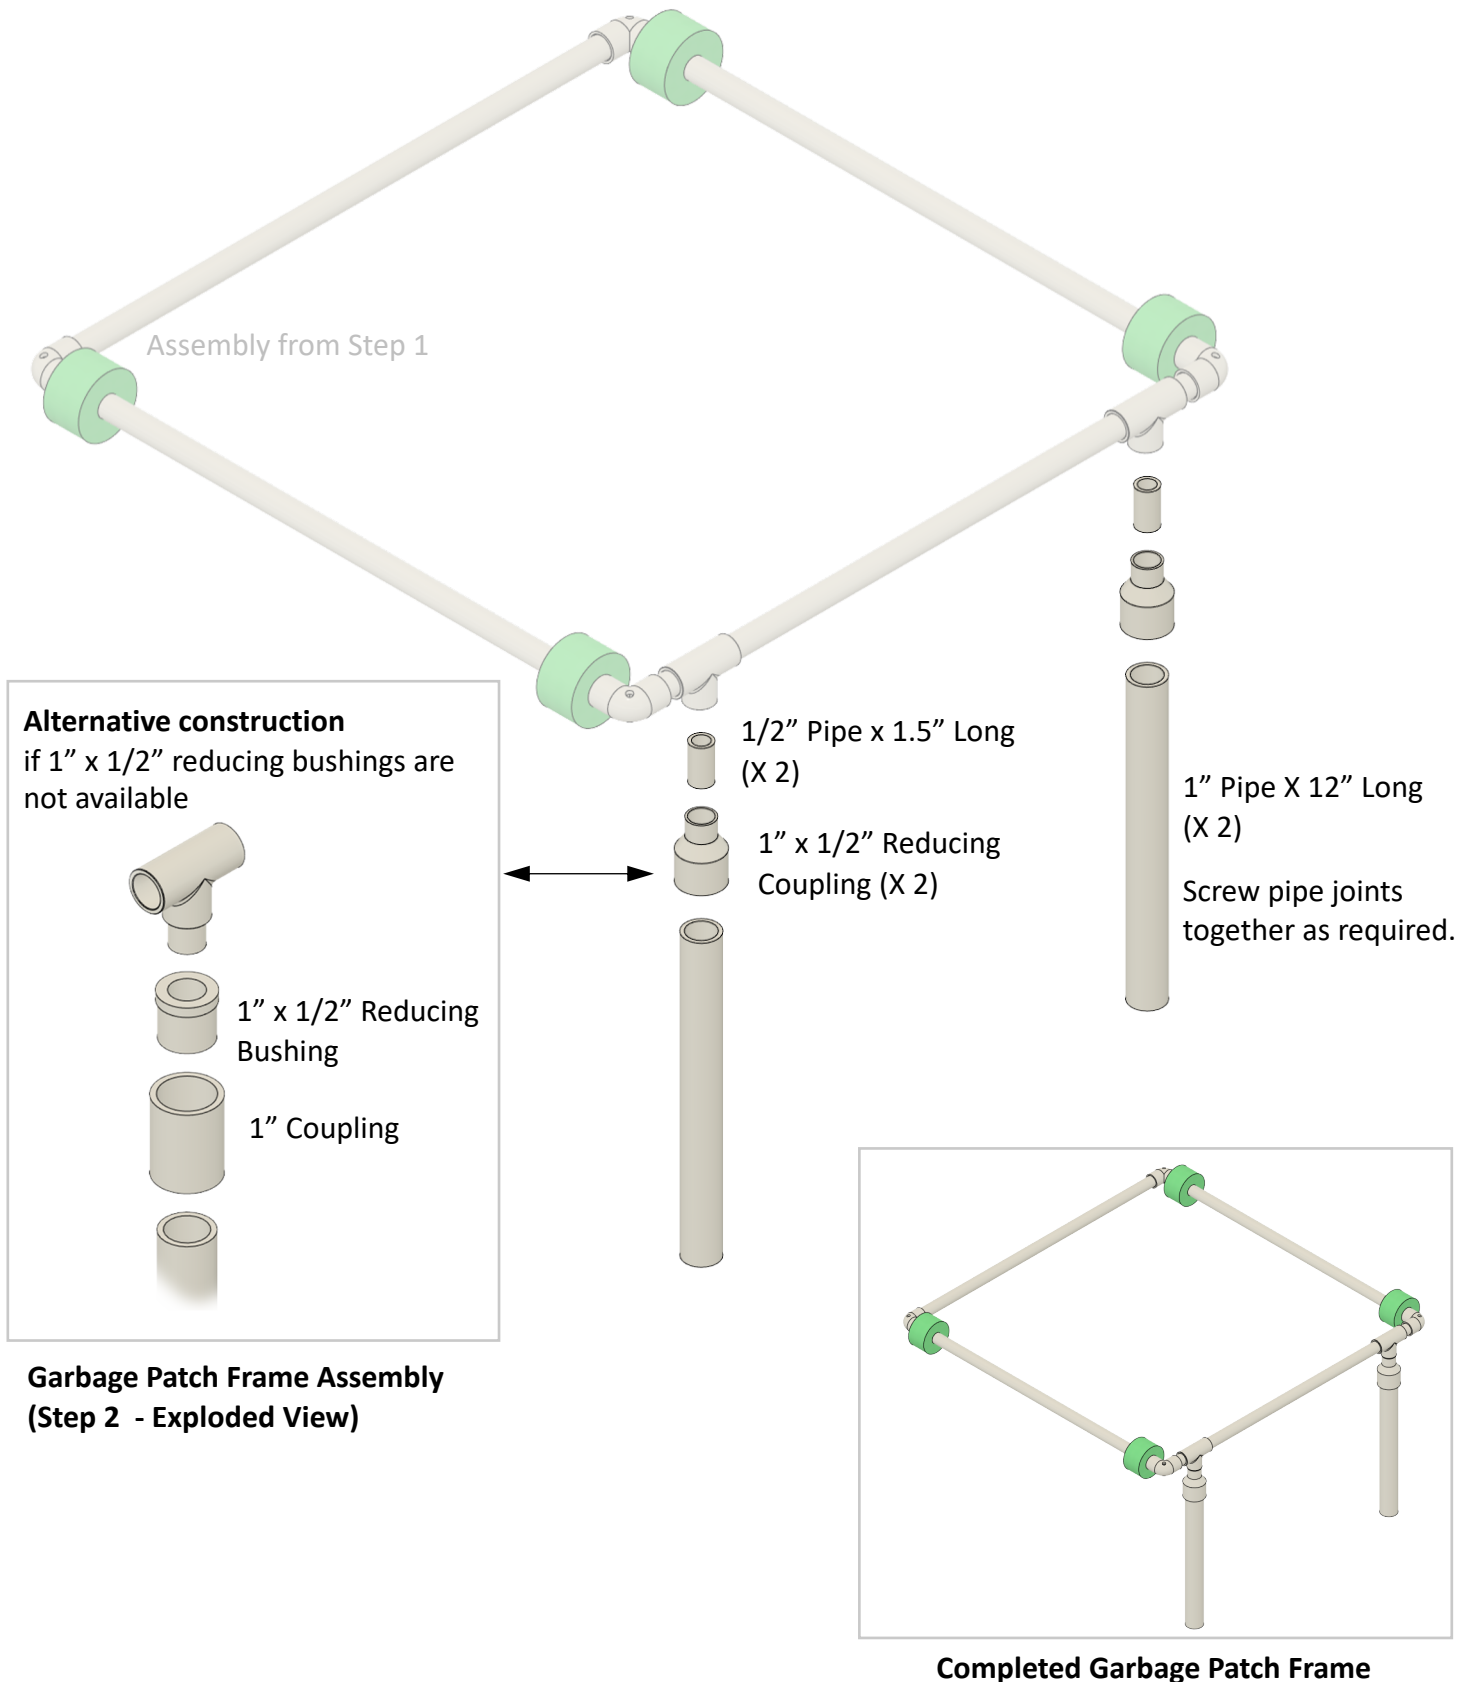 Assembly from Step 1
Alternative construction
if 1” x 1/2” reducing bushings are
not available
1/2” Pipe x 1.5” Long
(X 2)
1” x 1/2” Reducing
Coupling (X 2)
1” Pipe X 12” Long
(X 2)
Screw pipe joints
together as required.
1” x 1/2” Reducing
Bushing
1” Coupling
Garbage Patch Frame Assembly
(Step 2  - Exploded View)
Completed Garbage Patch Frame